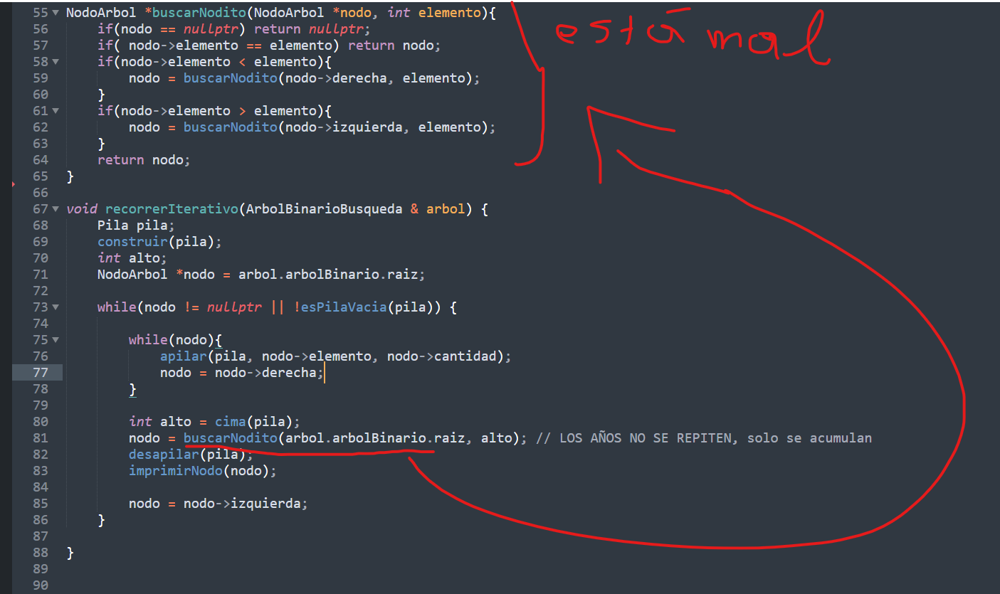 55 NodoArbol *buscarNodito(NodoArbol *nodo, int elemento){
está mal
56 if(nodo == nullptr) return nullptr;
57 if( nodo->elemento == elemento) return nodo;
58 if(nodo->elemento < elemento){
59 nodo = buscarNodito(nodo->derecha, elemento);
60 }
61 if(nodo->elemento > elemento){
62 nodo = buscarNodito(nodo->izquierda, elemento);
63 }
64 return nodo;
65 }
66
67 void recorrerIterativo(ArbolBinarioBusqueda & arbol) {
68 Pila pila;
69 construir(pila);
70 int alto;
71 NodoArbol *nodo = arbol.arbolBinario.raiz;
72
73 while(nodo != nullptr || !esPilaVacia(pila)) {
74
75 while(nodo){
76 apilar(pila, nodo->elemento, nodo->cantidad);
77 nodo = nodo->derecha;
78 }
79
80 int alto = cima(pila);
81 nodo = buscarNodito(arbol.arbolBinario.raiz, alto); // LOS AÑOS NO SE REPITEN, solo se acumulan
82 desapilar(pila);
83 imprimirNodo(nodo);
84
85 nodo = nodo->izquierda;
86 }
87
88 }
89
90